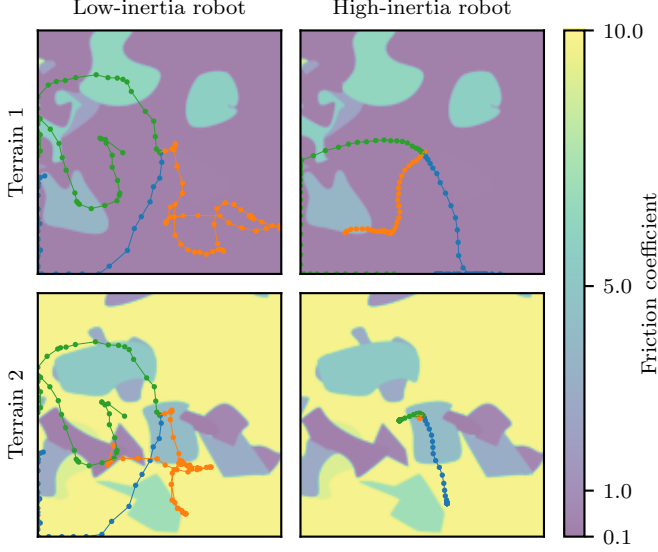 Low-inertia robot
High-inertia robot
Terrain 1
Terrain 2
10.0
5.0
1.0
0.1
Friction coefficient